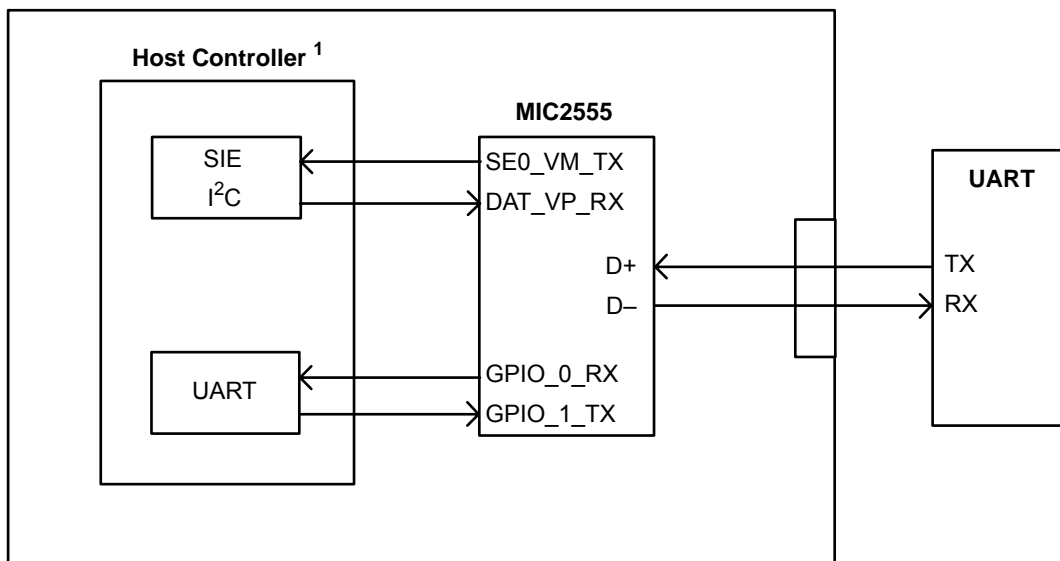 Host Controller 1
MIC2555
SIE
I2C
SE0_VM_TX
DAT_VP_RX
D+
D–
UART
GPIO_0_RX
GPIO_1_TX
UART
TX
RX